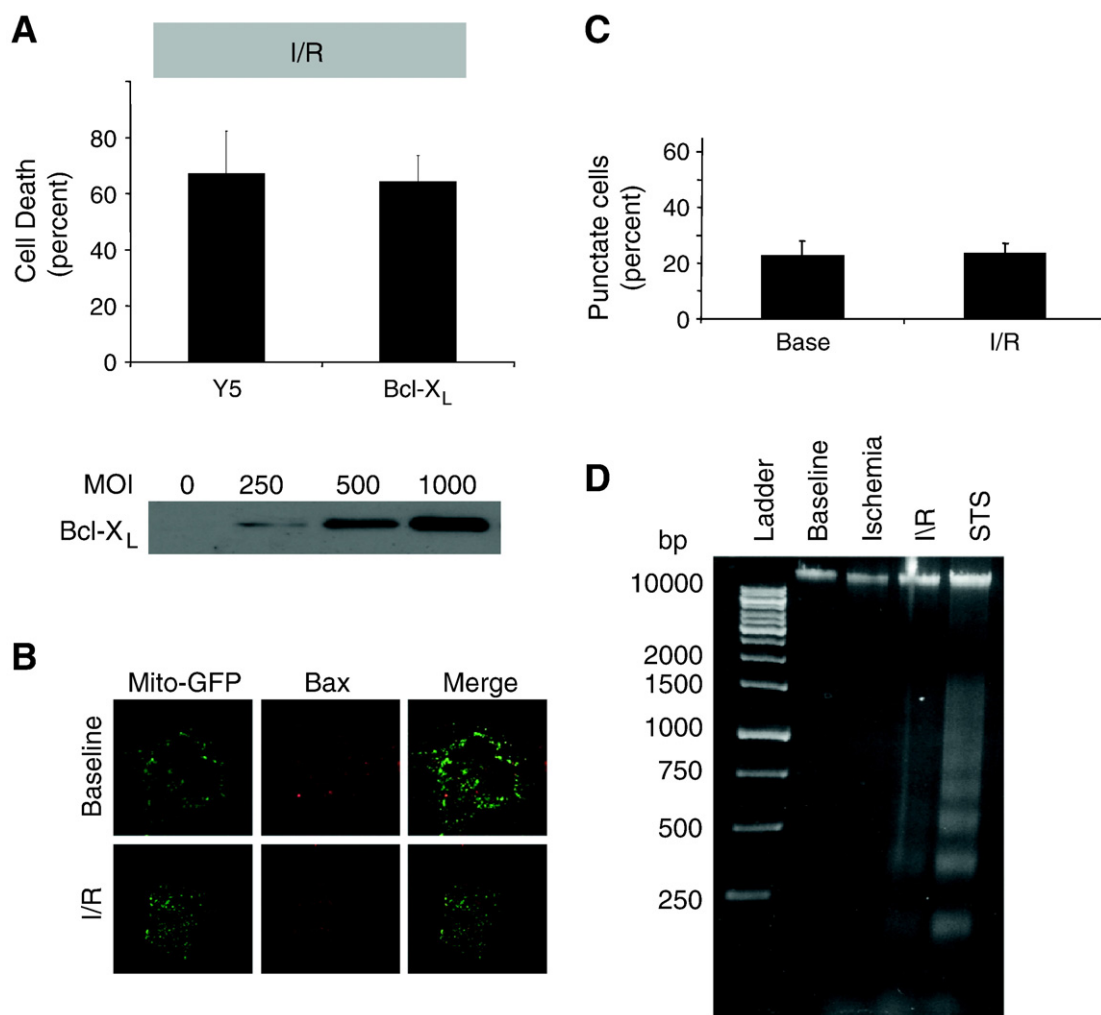 A
I/R
Cell Death
(percent)
80
60
40
20
0
Y5 Bcl-XL
MOI 0 250 500 1000
Bcl-XL
B
Mito-GFP Bax Merge
Baseline
I/R
C
Punctate cells
(percent)
60
40
20
0
Base I/R
D
bp Ladder Baseline Ischemia I\R STS
10000
2000
1500
1000
750
500
250